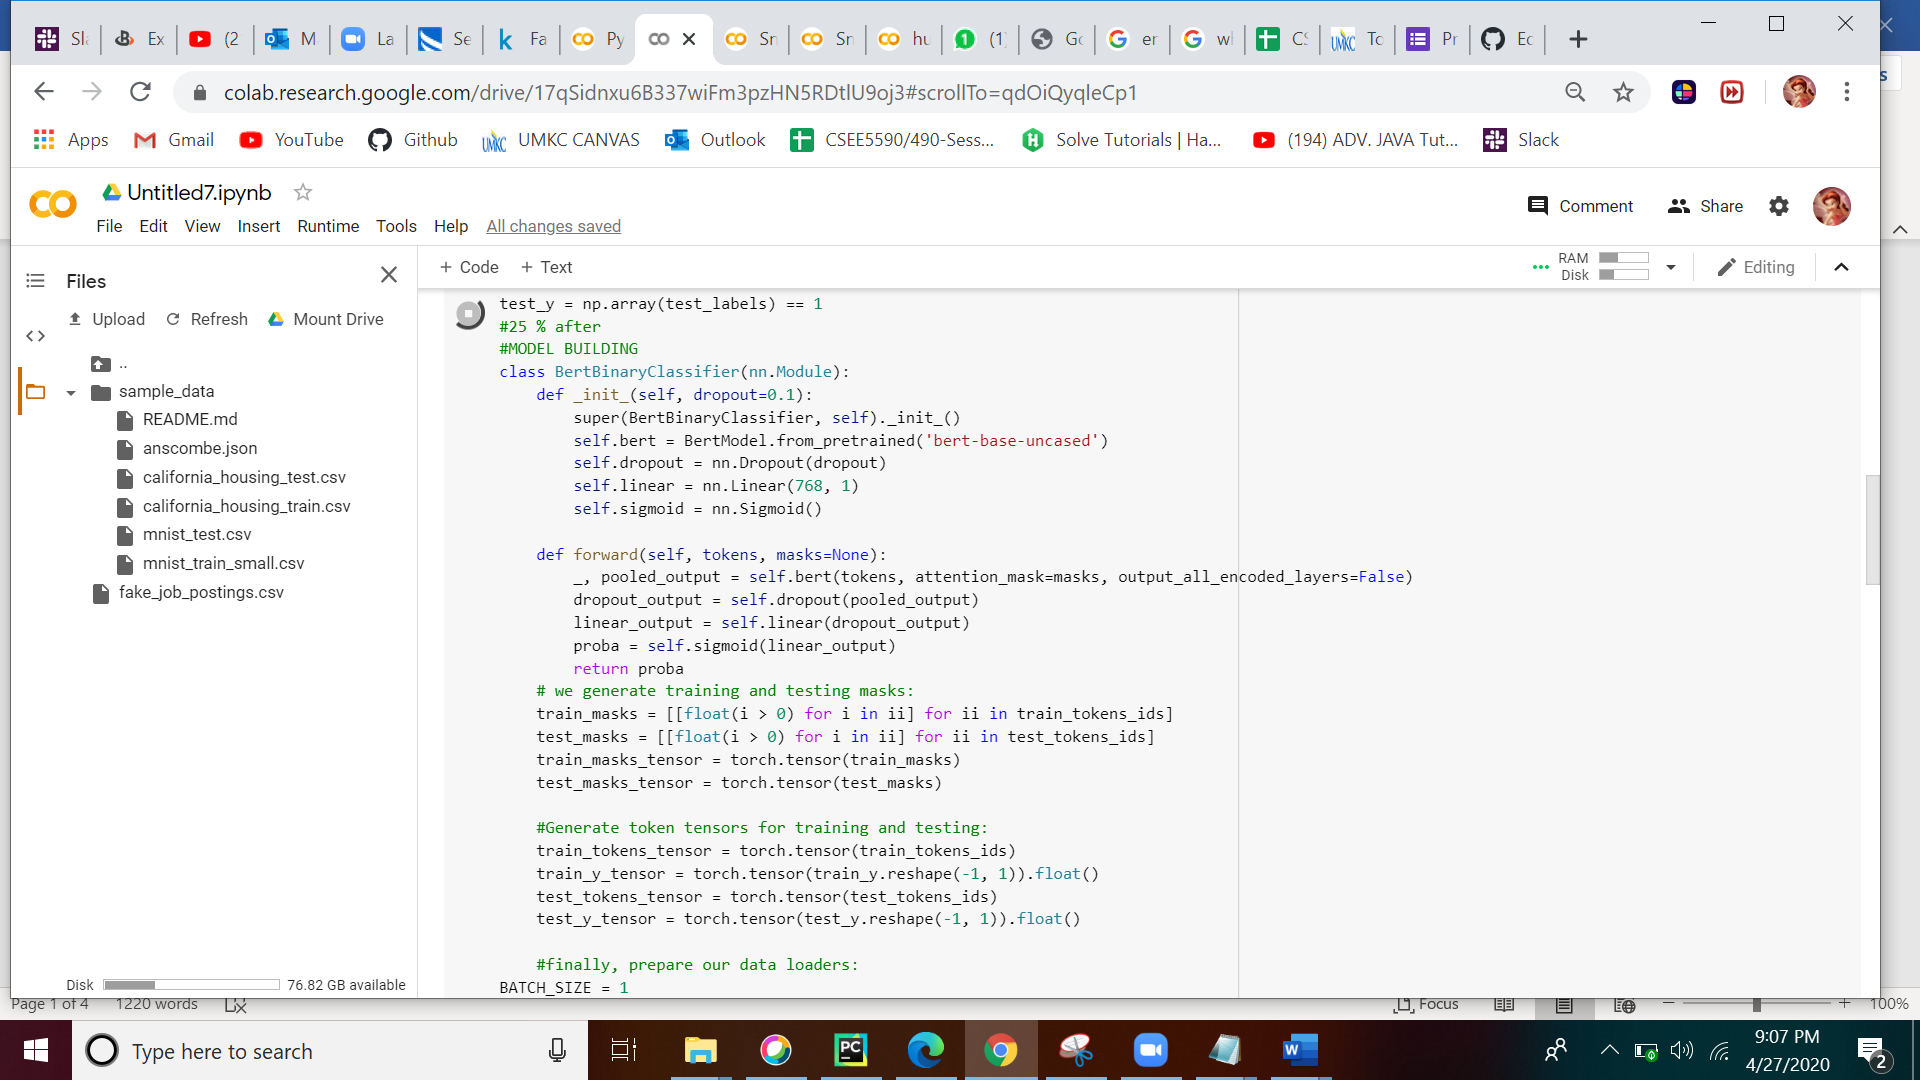 Sl
Ex
(2
M
La
Se
Fa
Py
Sn
Sn
hu
(1)
Gc
er
wl
CS
Tc
Pr
Ec
colab.research.google.com/drive/17qSidnxu6B337wiFm3pzHN5RDtlU9oj3#scrollTo=qdOiQyqleCp1
Apps Gmail YouTube Github UMKC CANVAS Outlook CSEE5590/490-Sess... Solve Tutorials | Ha... (194) ADV. JAVA Tut... Slack
Untitled7.ipynb
Comment Share
File Edit View Insert Runtime Tools Help All changes saved
Files
+ Code + Text
RAM
Disk
Editing
Upload Refresh Mount Drive
..
sample_data
README.md
anscombe.json
california_housing_test.csv
california_housing_train.csv
mnist_test.csv
mnist_train_small.csv
fake_job_postings.csv
Disk 76.82 GB available
test_y = np.array(test_labels) == 1
#25 % after
#MODEL BUILDING
class BertBinaryClassifier(nn.Module):
def _init_(self, dropout=0.1):
super(BertBinaryClassifier, self)._init_()
self.bert = BertModel.from_pretrained('bert-base-uncased')
self.dropout = nn.Dropout(dropout)
self.linear = nn.Linear(768, 1)
self.sigmoid = nn.Sigmoid()
def forward(self, tokens, masks=None):
_, pooled_output = self.bert(tokens, attention_mask=masks, output_all_encoded_layers=False)
dropout_output = self.dropout(pooled_output)
linear_output = self.linear(dropout_output)
proba = self.sigmoid(linear_output)
return proba
# we generate training and testing masks:
train_masks = [[float(i > 0) for i in ii] for ii in train_tokens_ids]
test_masks = [[float(i > 0) for i in ii] for ii in test_tokens_ids]
train_masks_tensor = torch.tensor(train_masks)
test_masks_tensor = torch.tensor(test_masks)
#Generate token tensors for training and testing:
train_tokens_tensor = torch.tensor(train_tokens_ids)
train_y_tensor = torch.tensor(train_y.reshape(-1, 1)).float()
test_tokens_tensor = torch.tensor(test_tokens_ids)
test_y_tensor = torch.tensor(test_y.reshape(-1, 1)).float()
#finally, prepare our data loaders:
BATCH_SIZE = 1
Page 1 of 4 1220 words Focus 100%
Type here to search
9:07 PM
4/27/2020
2